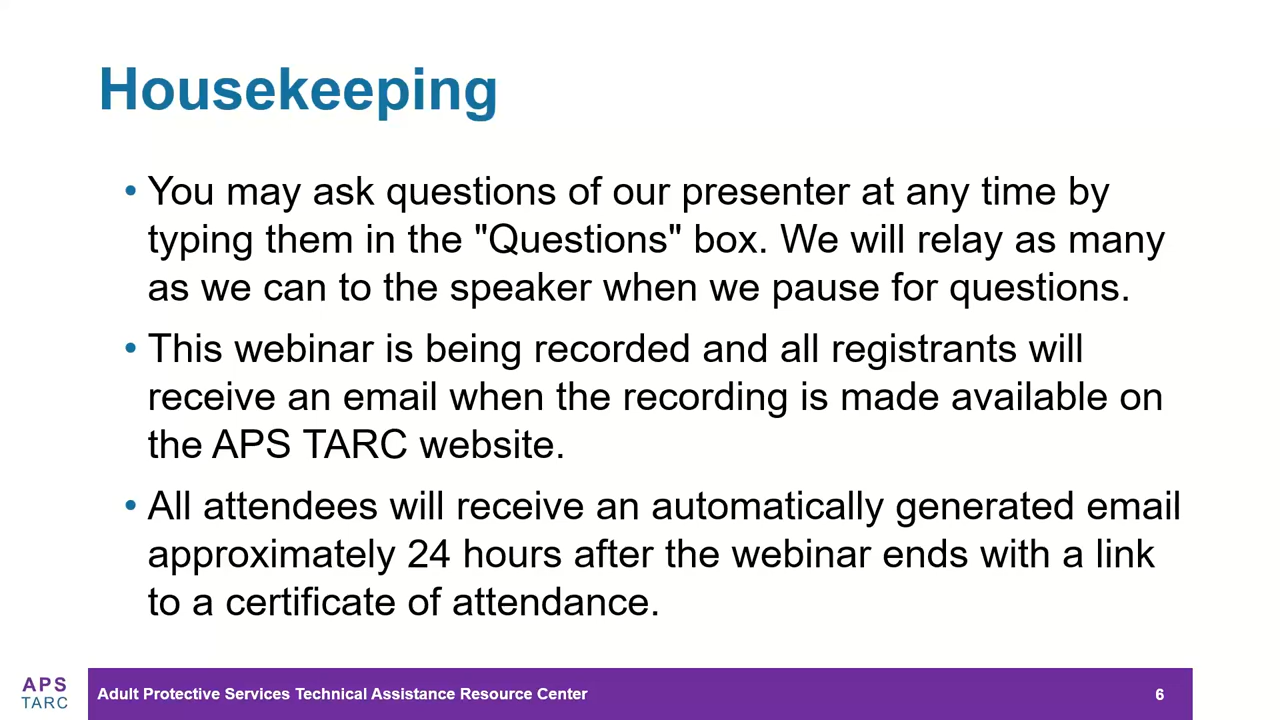 Housekeeping
• You may ask questions of our presenter at any time by
typing them in the "Questions" box. We will relay as many
as we can to the speaker when we pause for questions.
• This webinar is being recorded and all registrants will
receive an email when the recording is made available on
the APS TARC website.
• All attendees will receive an automatically generated email
approximately 24 hours after the webinar ends with a link
to a certificate of attendance.
APS
TARC
Adult Protective Services Technical Assistance Resource Center
6